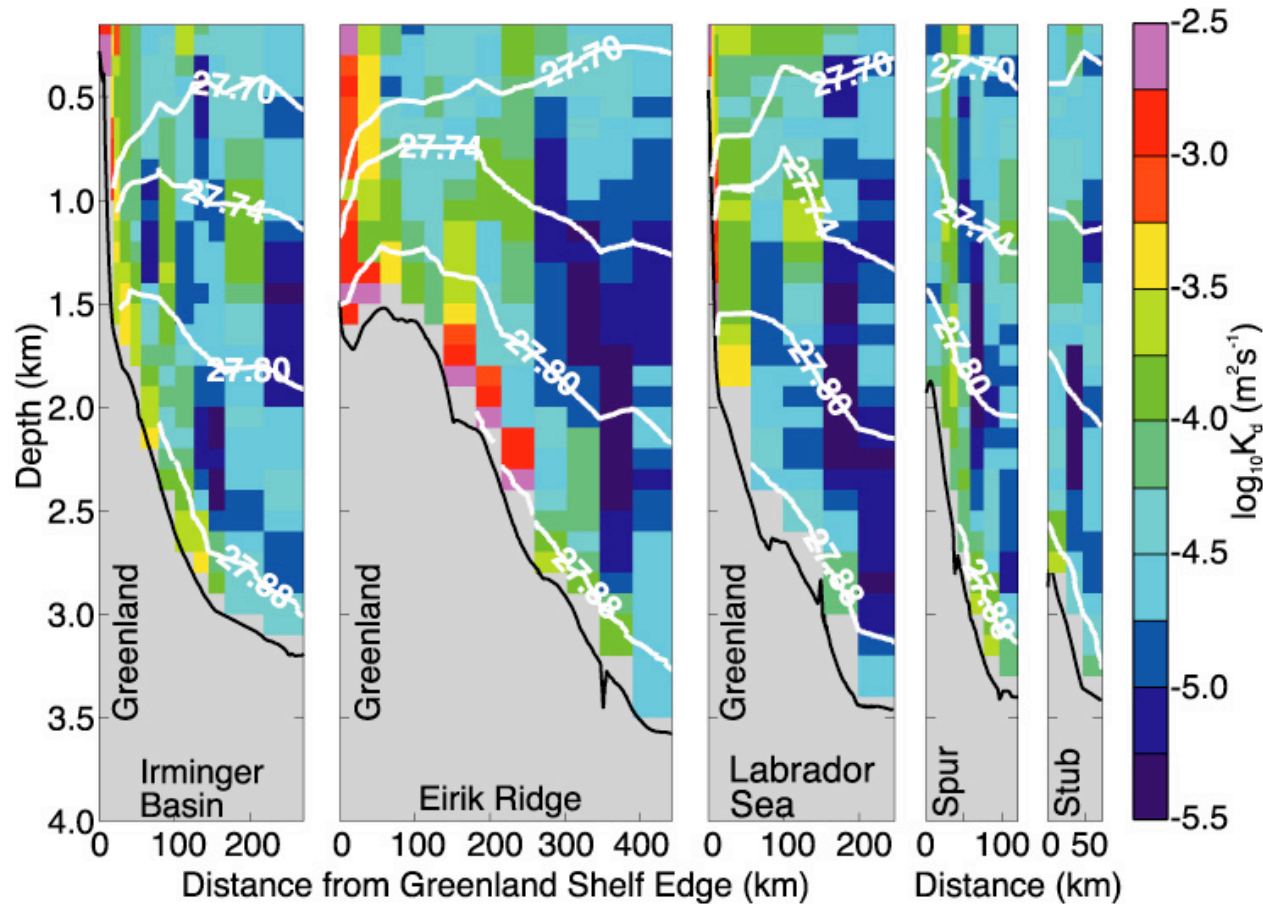 -2.5
-3.0
-3.5
-4.0
-4.5
-5.0
-5.5
log10Kd (m2s-1)
Depth (km)
0.5
1.0
1.5
2.0
2.5
3.0
3.5
4.0
27.70
27.74
27.80
27.88
Greenland
Irminger
Basin
27.70
27.74
27.80
27.88
Greenland
Eirik Ridge
27.70
27.74
27.80
27.88
Greenland
Labrador
Sea
27.70
27.74
27.80
27.88
Spur
Stub
0 100 200
0 100 200 300 400
0 100 200
0 100
0 50
Distance from Greenland Shelf Edge (km)
Distance (km)